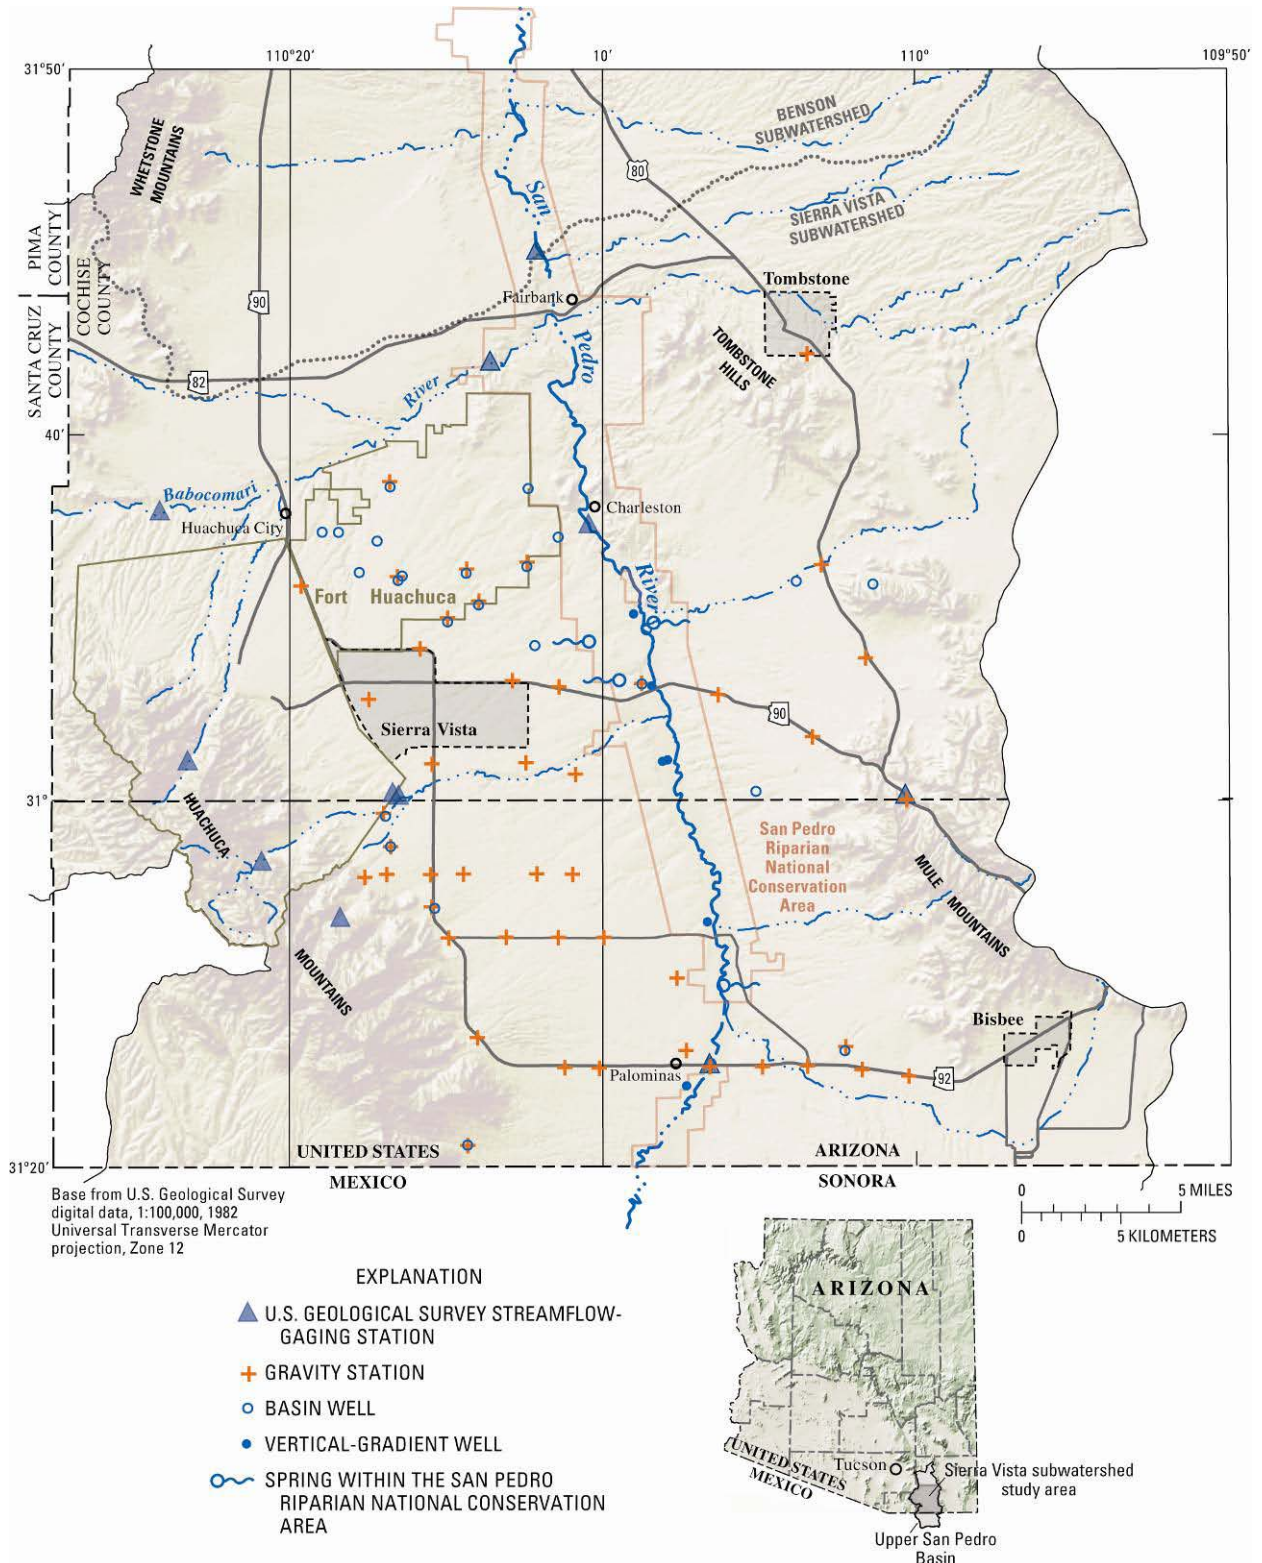 110°20'
10'
110°
109°50'
31°50'
BENSON
SUBWATERSHED
WHETSTONE
MOUNTAINS
80
San
SIERRA VISTA
SUBWATERSHED
PIMA
COUNTY
COCHISE
COUNTY
SANTA CRUZ
COUNTY
Tombstone
90
Fairbank
Pedro
TOMBSTONE
HILLS
82
River
40'
Babocomari
Huachuca City
Charleston
River
Fort Huachuca
90
Sierra Vista
31°
HUACHUCA
MOUNTAINS
San Pedro
Riparian
National
Conservation
Area
MULE MOUNTAINS
Bisbee
Palominas
92
31°20'
UNITED STATES
MEXICO
ARIZONA
SONORA
Base from U.S. Geological Survey
digital data, 1:100,000, 1982
Universal Transverse Mercator
projection, Zone 12
0 5 MILES
0 5 KILOMETERS
EXPLANATION
U.S. GEOLOGICAL SURVEY STREAMFLOW-
GAGING STATION
GRAVITY STATION
BASIN WELL
VERTICAL-GRADIENT WELL
SPRING WITHIN THE SAN PEDRO
RIPARIAN NATIONAL CONSERVATION
AREA
ARIZONA
UNITED STATES
MEXICO
Tucson
Sierra Vista subwatershed
study area
Upper San Pedro
Basin